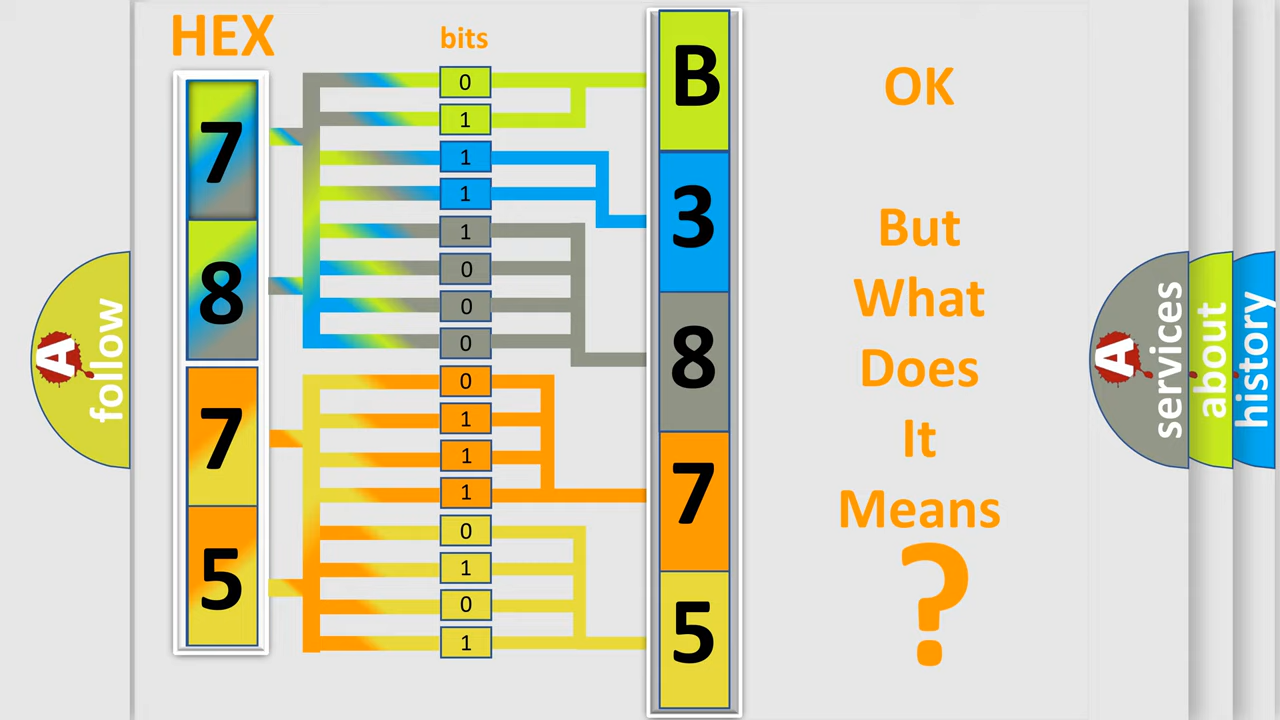 HEX
bits
7
8
7
5
0
1
1
1
1
0
0
0
0
1
1
1
0
1
0
1
B
3
8
7
5
OK
But
What
Does
It
Means
?
A
follow
A
services
about
history